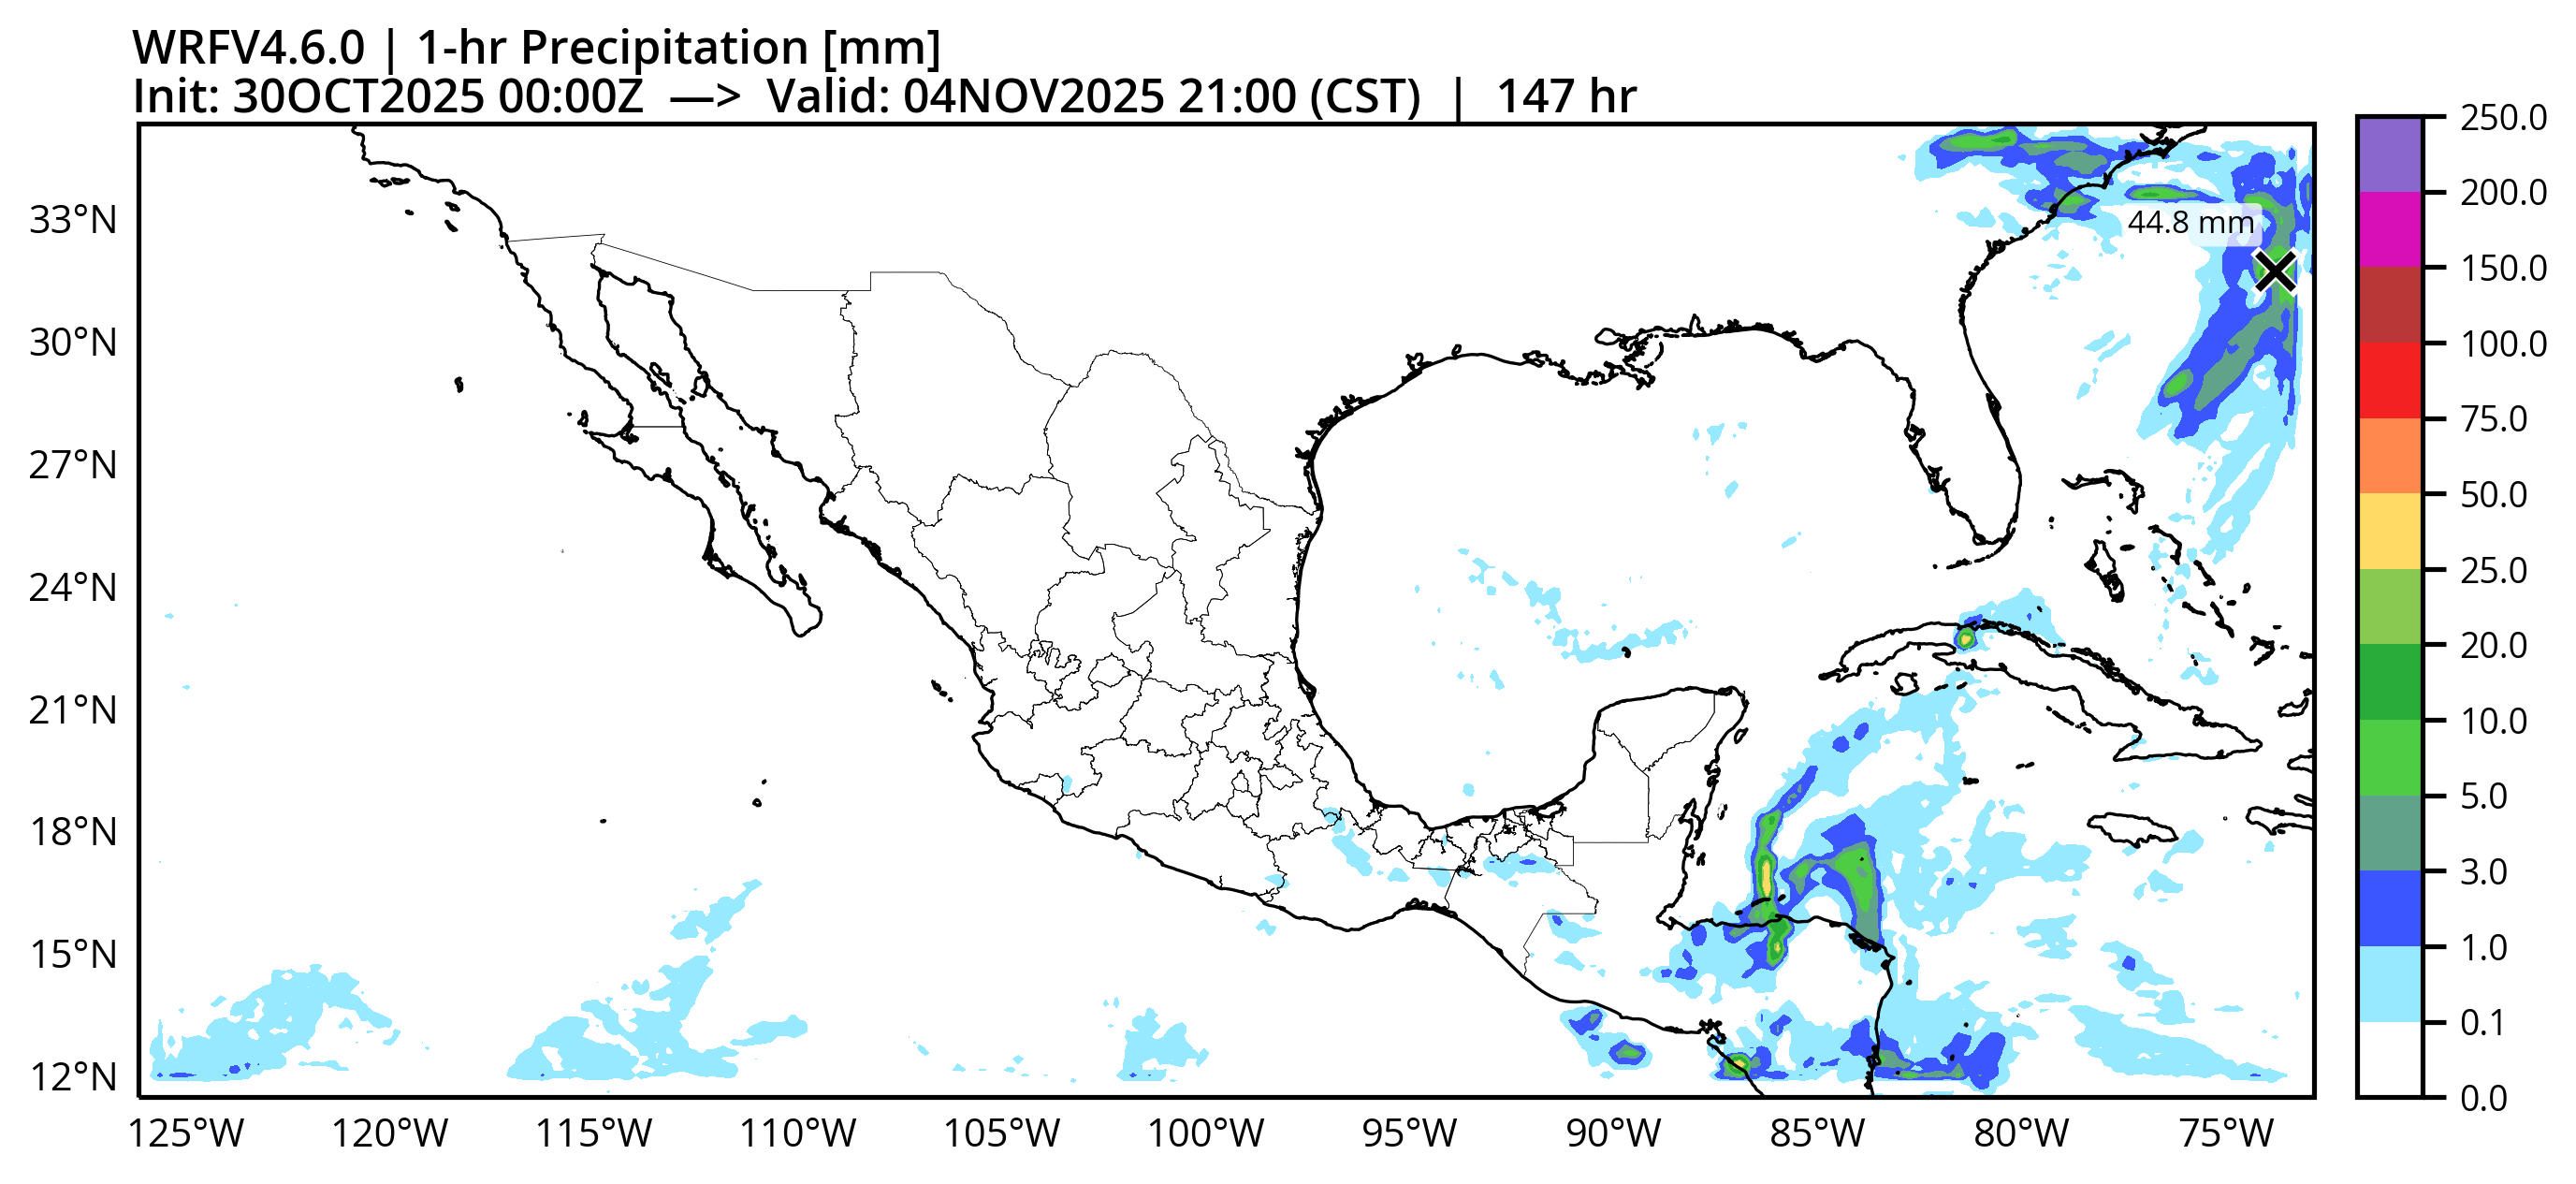 WRFV4.6.0 | 1-hr Precipitation [mm]
Init: 30OCT2025 00:00Z —> Valid: 04NOV2025 21:00 (CST) | 147 hr
33°N
30°N
27°N
24°N
21°N
18°N
15°N
12°N
125°W
120°W
115°W
110°W
105°W
100°W
95°W
90°W
85°W
80°W
75°W
44.8 mm
250.0
200.0
150.0
100.0
75.0
50.0
25.0
20.0
10.0
5.0
3.0
1.0
0.1
0.0